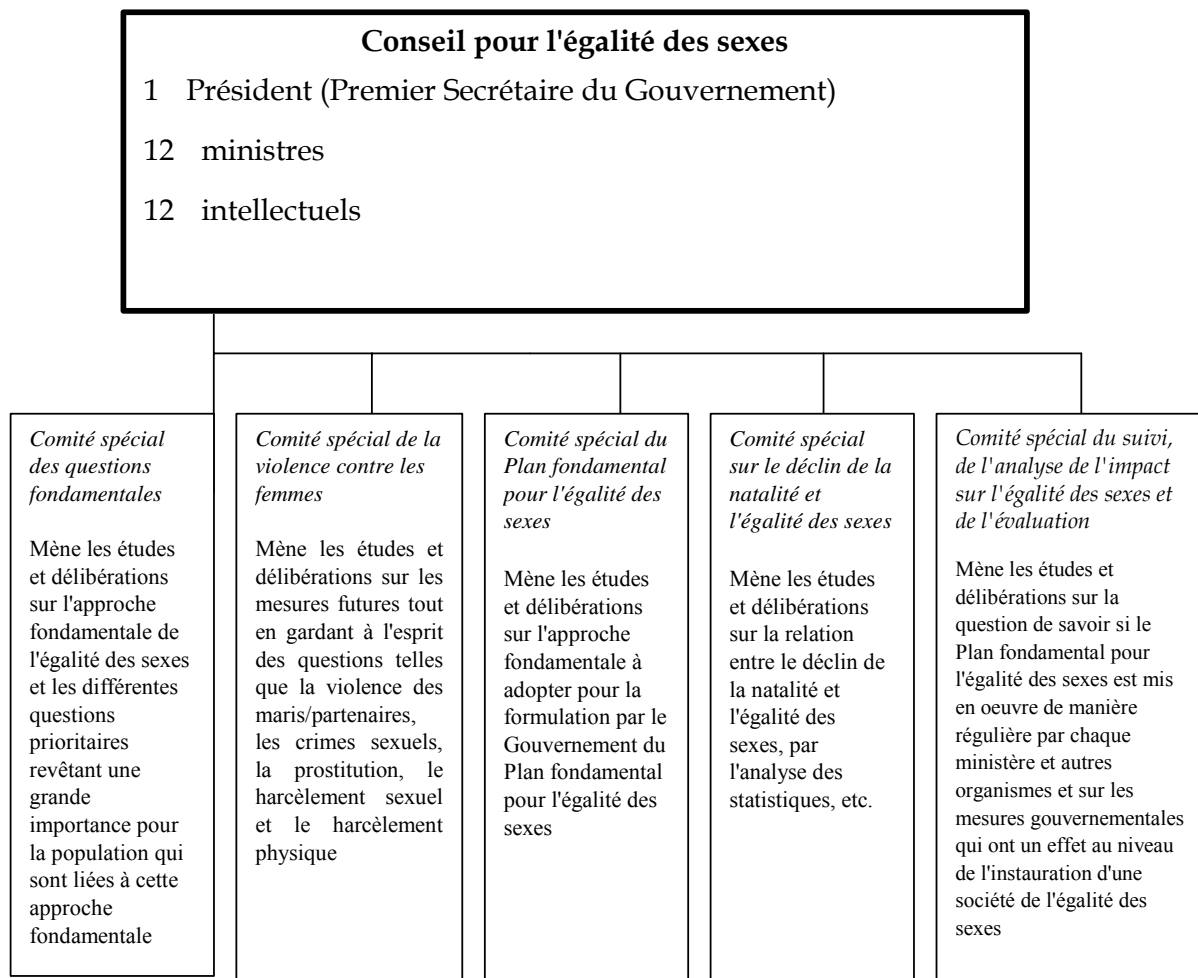 Conseil pour l'égalité des sexes
1 Président (Premier Secrétaire du Gouvernement)
12 ministres
12 intellectuels
Comité spécial
des questions
fondamentales
Mène les études
et délibérations
sur l'approche
fondamentale de
l'égalité des sexes
et les différentes
questions
prioritaires
revêtant une
grande
importance pour
la population qui
sont liées à cette
approche
fondamentale
Comité spécial de la
violence contre les
femmes
Mène les études et
délibérations sur les
mesures futures tout
en gardant à l'esprit
des questions telles
que la violence des
maris/partenaires,
les crimes sexuels,
la prostitution, le
harcèlement sexuel
et le harcèlement
physique
Comité spécial du
Plan fondamental
pour l'égalité des
sexes
Mène les études
et délibérations
sur l'approche
fondamentale à
adopter pour la
formulation par le
Gouvernement du
Plan fondamental
pour l'égalité des
sexes
Comité spécial
sur le déclin de la
natalité et
l'égalité des sexes
Mène les études
et délibérations
sur la relation
entre le déclin de
la natalité et
l'égalité des
sexes, par
l'analyse des
statistiques, etc.
Comité spécial du suivi,
de l'analyse de l'impact
sur l'égalité des sexes et
de l'évaluation
Mène les études et
délibérations sur la
question de savoir si le
Plan fondamental pour
l'égalité des sexes est mis
en oeuvre de manière
régulière par chaque
ministère et autres
organismes et sur les
mesures gouvernementales
qui ont un effet au niveau
de l'instauration d'une
société de l'égalité des
sexes